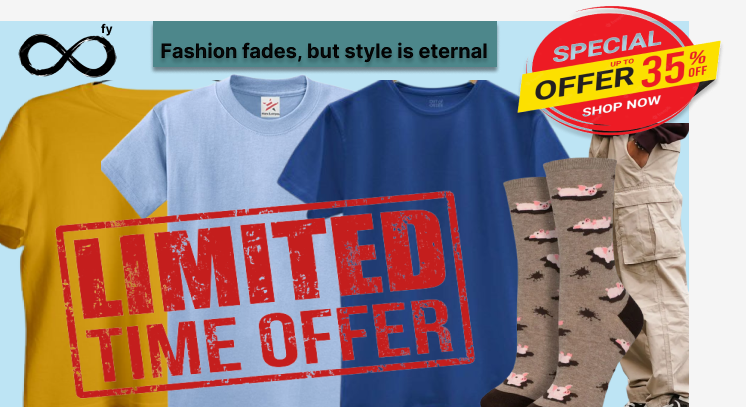 fy
Fashion fades, but style is eternal
SPECIAL
UP TO
OFFER 35% OFF
SHOP NOW
LIMITED
TIME OFFER